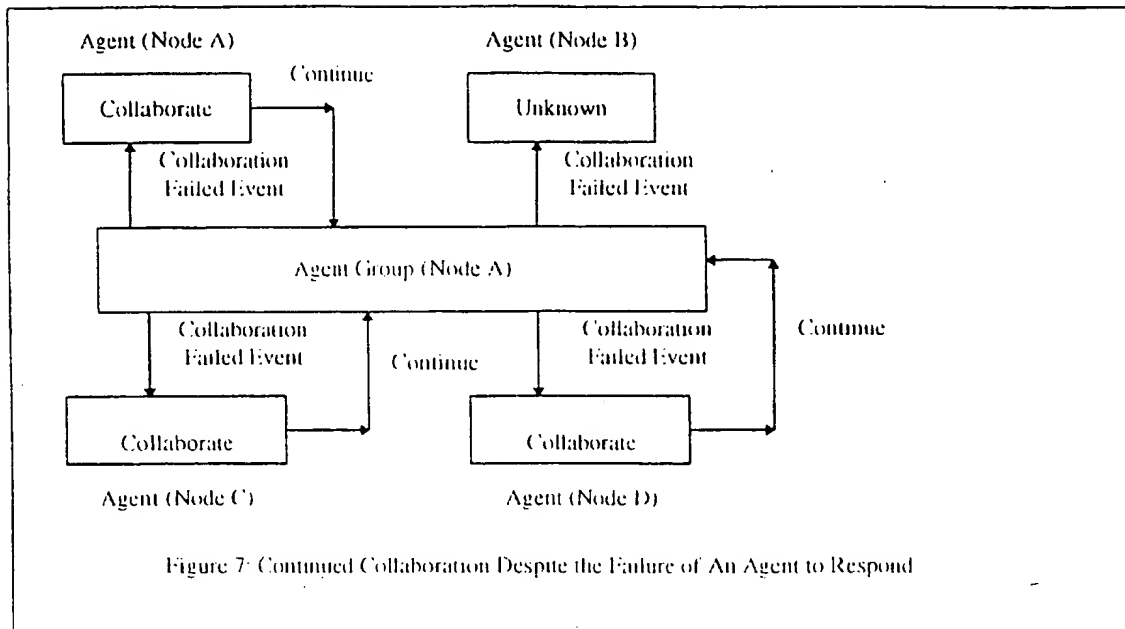 Agent (Node A)
Agent (Node B)
Continue
Collaborate
Unknown
Collaboration
Failed Event
Collaboration
Failed Event
Agent Group (Node A)
Collaboration
Failed Event
Continue
Collaboration
Failed Event
Continue
Collaborate
Collaborate
Agent (Node C)
Agent (Node D)
Figure 7: Continued Collaboration Despite the Failure of An Agent to Respond